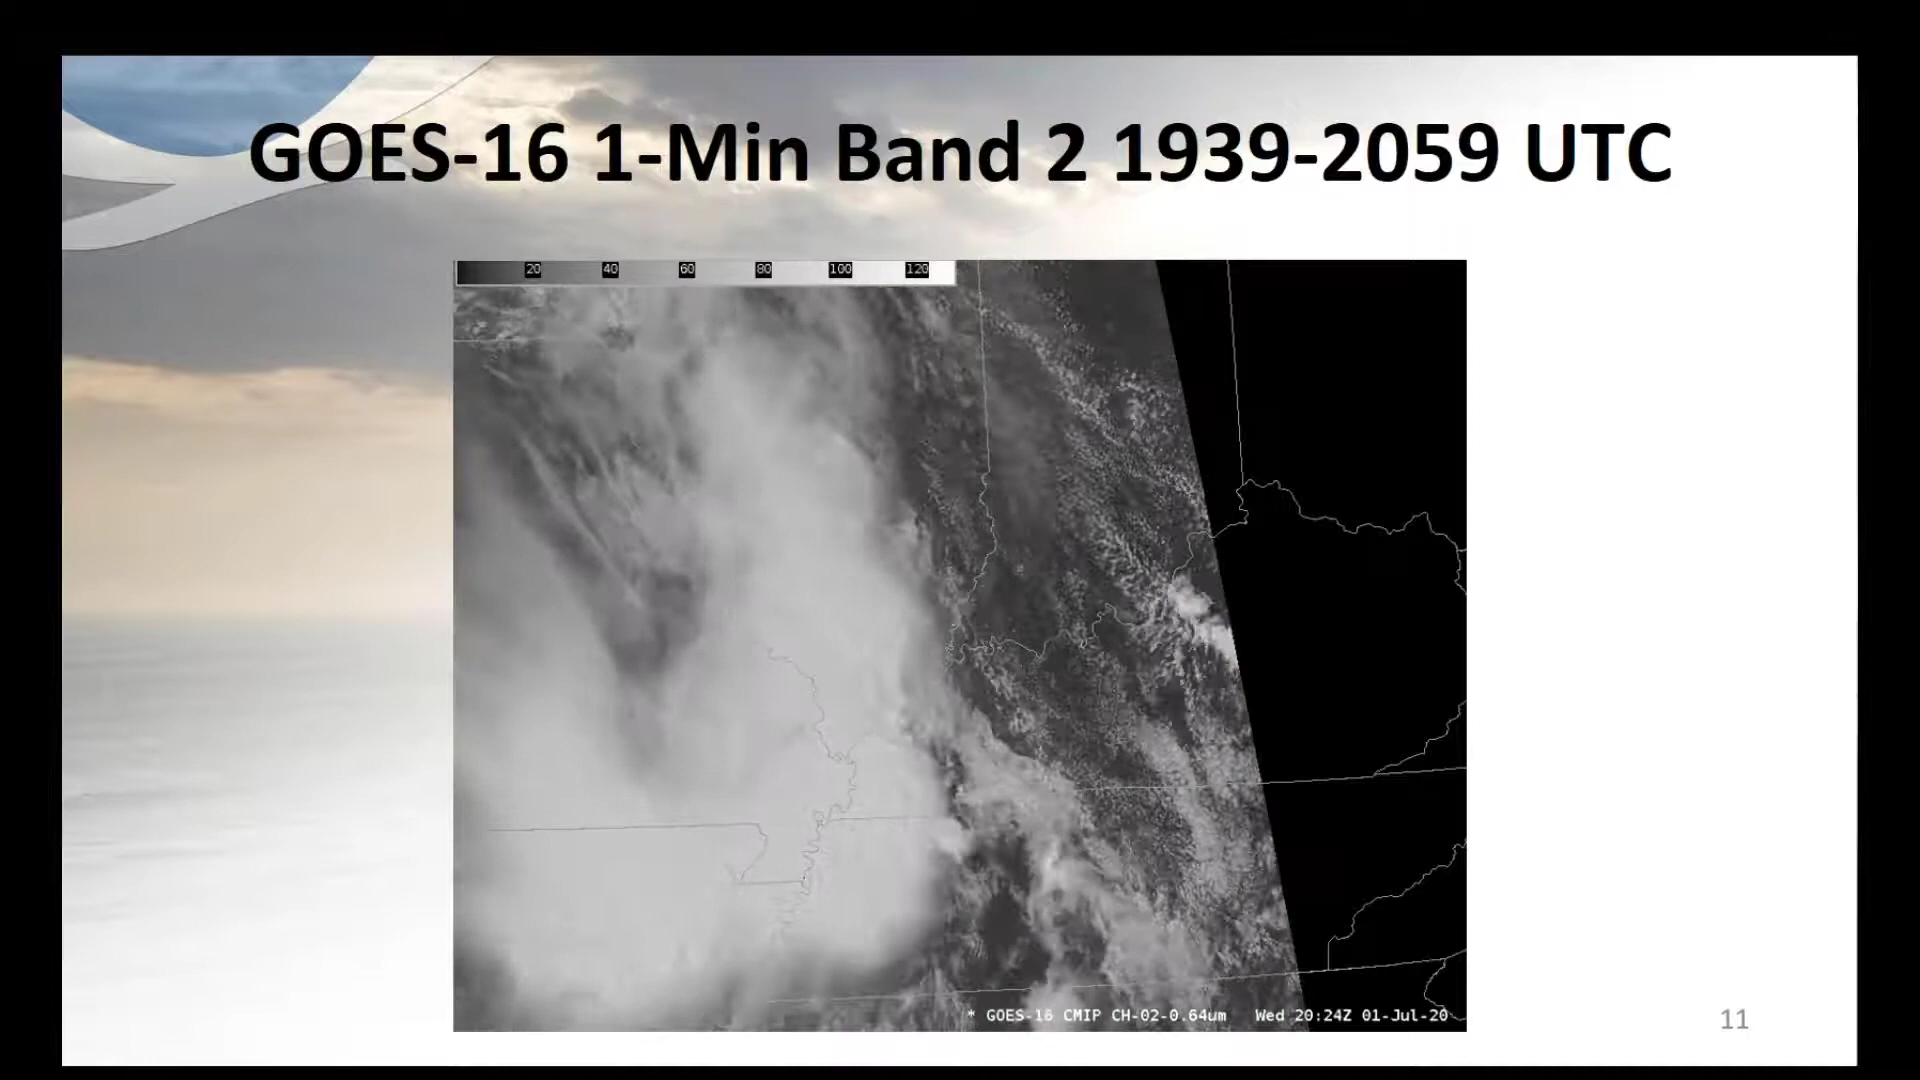 GOES-16 1-Min Band 2 1939-2059 UTC
20 40 60 80 100 120
* GOES-16 CMIP CH-02-0.64um Wed 20:24Z 01-Jul-20
11